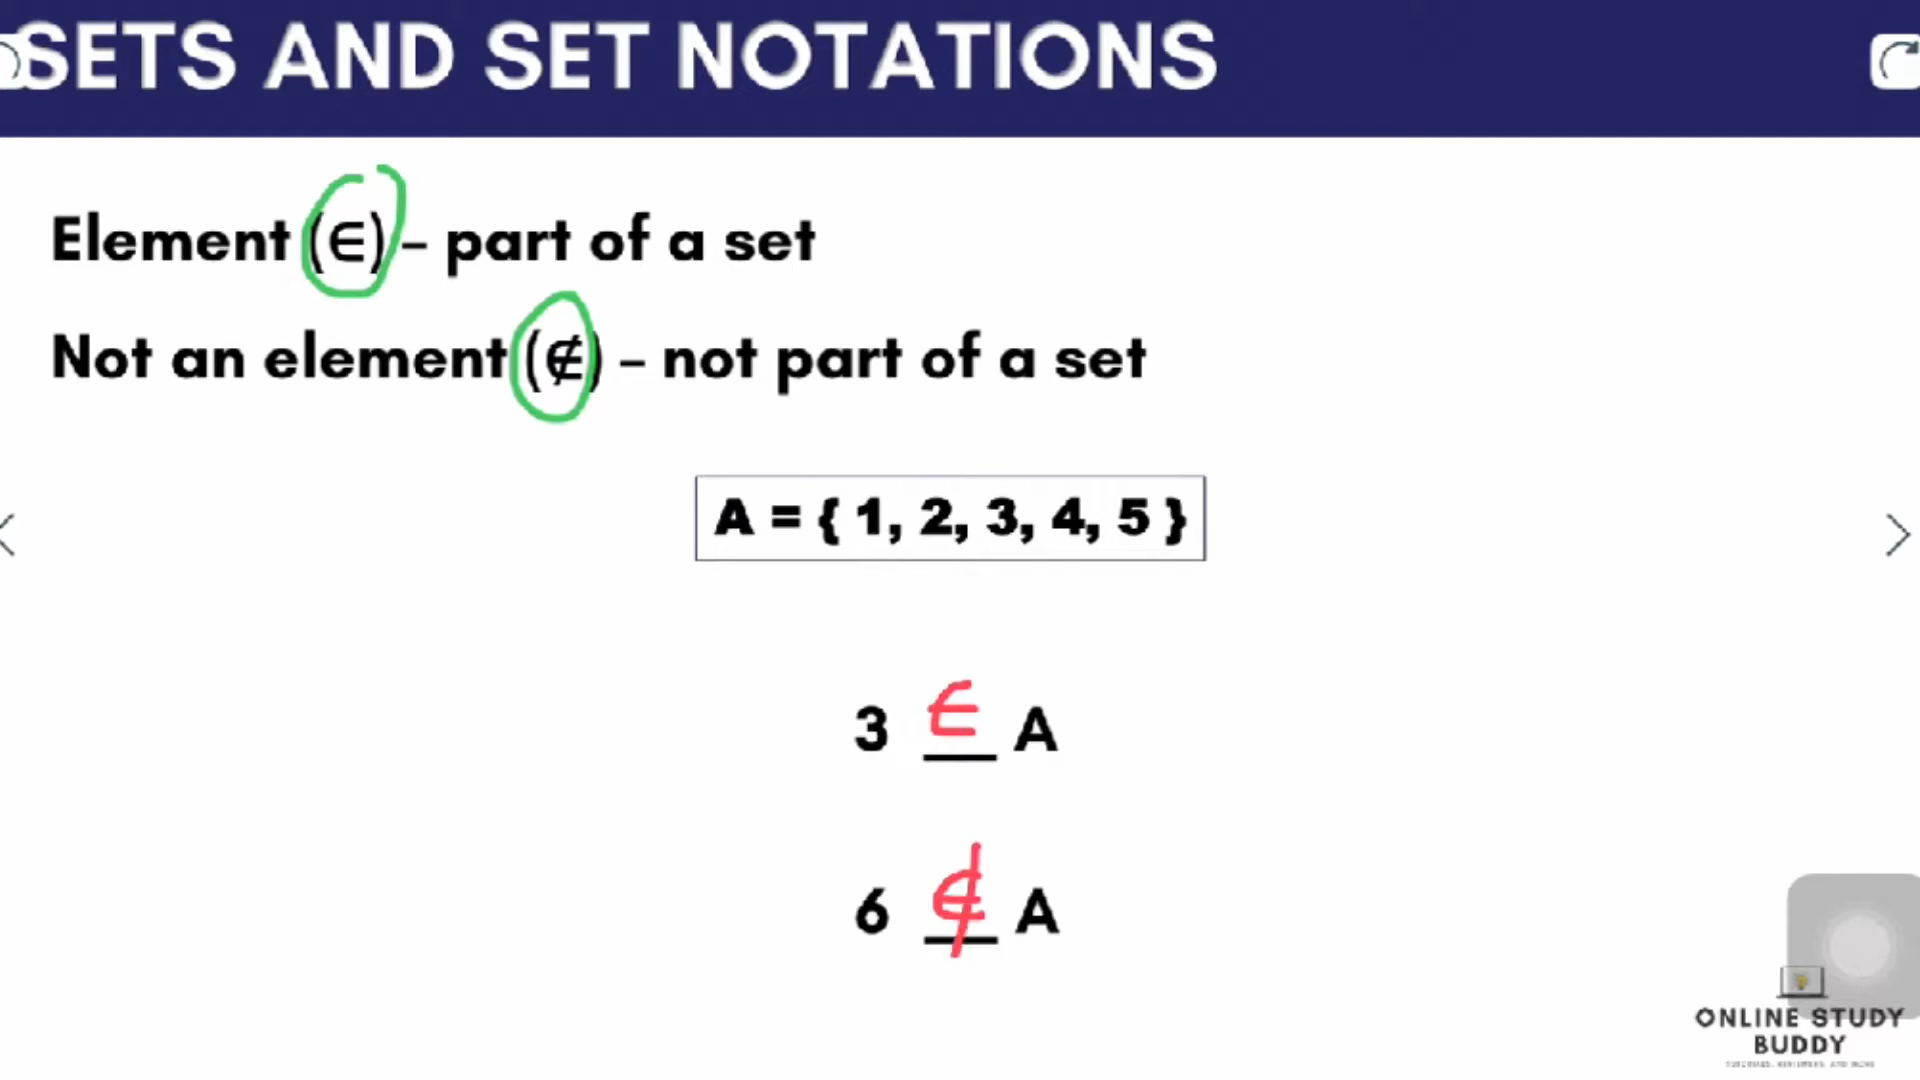 SETS AND SET NOTATIONS
Element (∈) – part of a set
Not an element (∉) – not part of a set
A = { 1, 2, 3, 4, 5 }
3 ∈ A
6 ∉ A
ONLINE STUDY
BUDDY